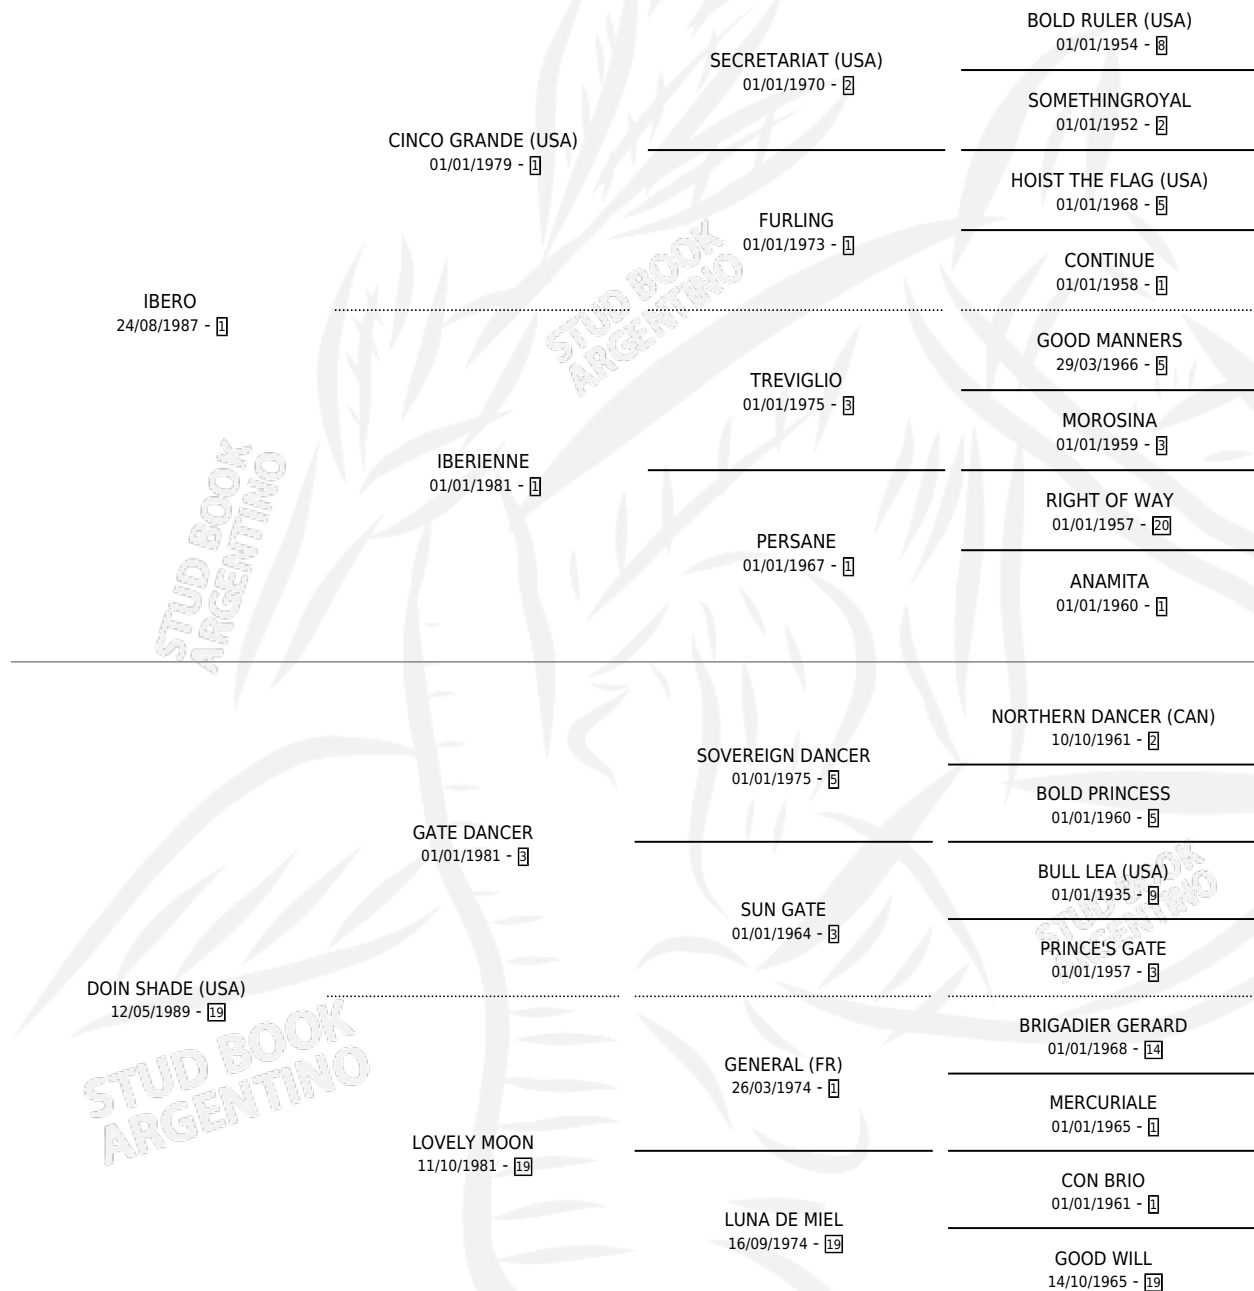 BOLD RULER (USA)
01/01/1954 - 8
SECRETARIAT (USA)
01/01/1970 - 2
SOMETHINGROYAL
01/01/1952 - 2
CINCO GRANDE (USA)
01/01/1979 - 1
HOIST THE FLAG (USA)
01/01/1968 - 5
FURLING
01/01/1973 - 1
CONTINUE
01/01/1958 - 1
IBERO
24/08/1987 - 1
STUD BOOK
ARGENTINO
GOOD MANNERS
29/03/1966 - 5
TREVIGLIO
01/01/1975 - 3
MOROSINA
01/01/1959 - 3
IBERIENNE
01/01/1981 - 1
RIGHT OF WAY
01/01/1957 - 20
PERSANE
01/01/1967 - 1
ANAMITA
01/01/1960 - 1
STUD BOOK
ARGENTINO
NORTHERN DANCER (CAN)
10/10/1961 - 2
SOVEREIGN DANCER
01/01/1975 - 5
BOLD PRINCESS
01/01/1960 - 5
GATE DANCER
01/01/1981 - 3
BULL LEA (USA)
01/01/1935 - 9
SUN GATE
01/01/1964 - 3
PRINCE'S GATE
01/01/1957 - 3
STUD BOOK
ARGENTINO
DOIN SHADE (USA)
12/05/1989 - 19
BRIGADIER GERARD
01/01/1968 - 14
GENERAL (FR)
26/03/1974 - 1
MERCURIALE
01/01/1965 - 1
STUD BOOK
ARGENTINO
LOVELY MOON
11/10/1981 - 19
CON BRIO
01/01/1961 - 1
LUNA DE MIEL
16/09/1974 - 19
GOOD WILL
14/10/1965 - 19